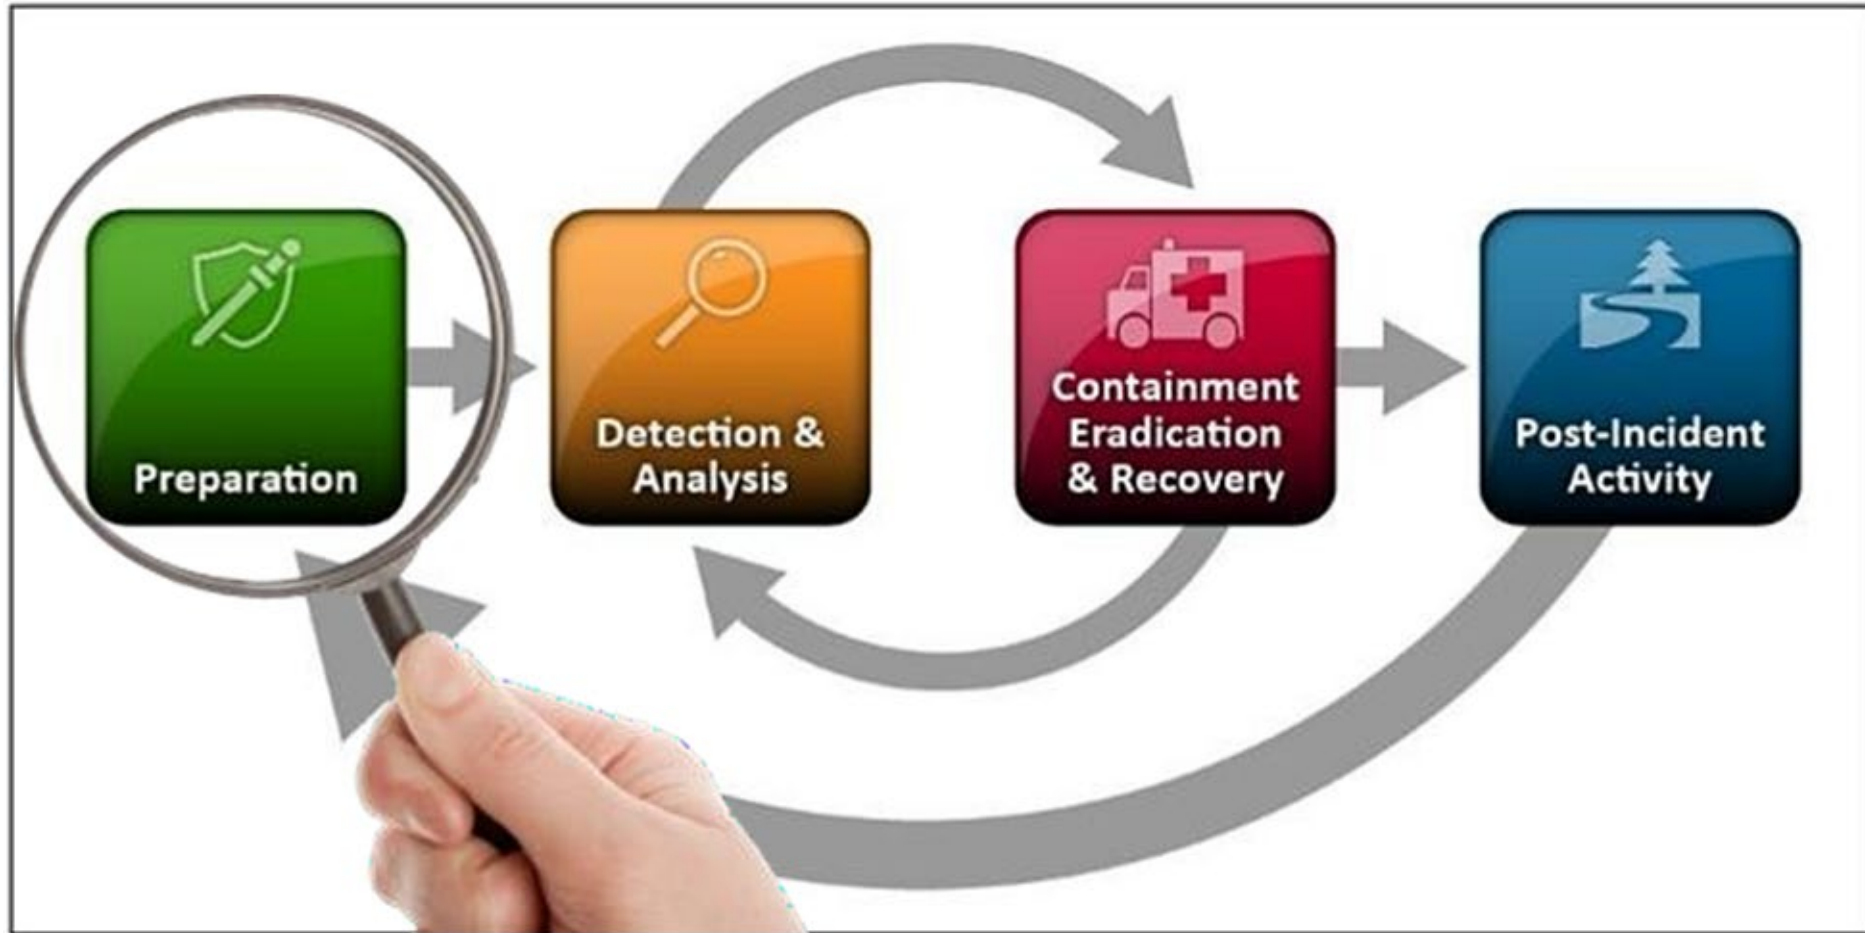 Preparation
Detection &
Analysis
Containment
Eradication
& Recovery
Post-Incident
Activity